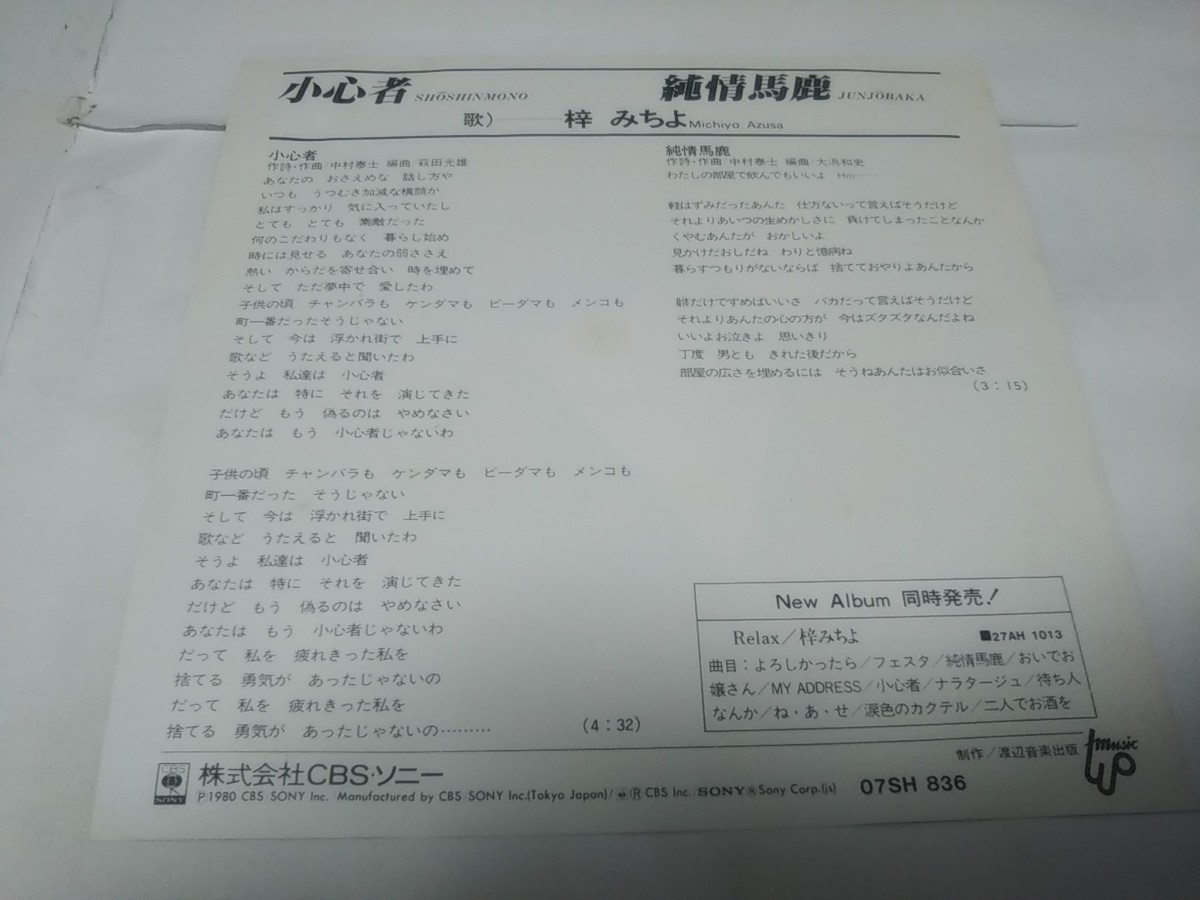 小心者 SHŌSHINMONO 純情馬鹿 JUNJŌBAKA
歌) 梓 みちよ Michiyo Azusa
小心者
作詩・作曲/中村泰士 編曲 萩田光雄
あなたの おさえめな 話し方や
いつも うつむき加減な横顔か
私はすっかり 気に入っていたし
とても とても 素敵だった
何のこだわりもなく 暮らし始め
時には見せる あなたの弱ささえ
熱い からだを寄せ合い 時を埋めて
そして ただ夢中で 愛したわ
子供の頃 チャンバラも ケンダマも ビーダマも メンコも
町一番だったそうじゃない
そして 今は 浮かれ街で 上手に
歌など うたえると聞いたわ
そうよ 私達は 小心者
あなたは 特に それを 演じてきた
だけど もう 偽るのは やめなさい
あなたは もう 小心者じゃないわ
子供の頃 チャンバラも ケンダマも ビーダマも メンコも
町一番だった そうじゃない
そして 今は 浮かれ街で 上手に
歌など うたえると 聞いたわ
そうよ 私達は 小心者
あなたは 特に それを 演じてきた
だけど もう 偽るのは やめなさい
あなたは もう 小心者じゃないわ
だって 私を 疲れきった私を
捨てる 勇気が あったじゃないの
だって 私を 疲れきった私を
捨てる 勇気が あったじゃないの………
(4:32)
純情馬鹿
作詩・作曲/中村泰士 編曲/大浜和史
わたしの部屋で飲んでもいいよ Hm………
軽はずみだったあんた 仕方ないって言えばそうだけど
それよりあいつの生めかしさに 負けてしまったことなんか
くやむあんたが おかしいよ
見かけだおしだね わりと憶病ね
暮らすつもりがないならば 捨てておやりよあんたから
躰だけですめばいいさ バカだって言えばそうだけど
それよりあんたの心の方が 今はズタズタなんだよね
いいよお泣きよ 思いきり
丁度 男とも きれた後だから
部屋の広さを埋めるには そうねあんたはお似合いさ
(3:15)
New Album 同時発売!
Relax/梓みちよ ■27AH 1013
曲目:よろしかったら/フェスタ/純情馬鹿/おいでお
嬢さん/MY ADDRESS/小心者/ナラタージュ/待ち人
なんか/ね・あ・せ/涙色のカクテル/二人でお酒を
制作/渡辺音楽出版
music UP
CBS SONY
株式会社CBS・ソニー
Ⓟ1980 CBS SONY Inc./Manufactured by CBS/SONY Inc.(Tokyo Japan)/Ⓡ CBS Inc./SONY Ⓡ Sony Corp.(is) 07SH 836